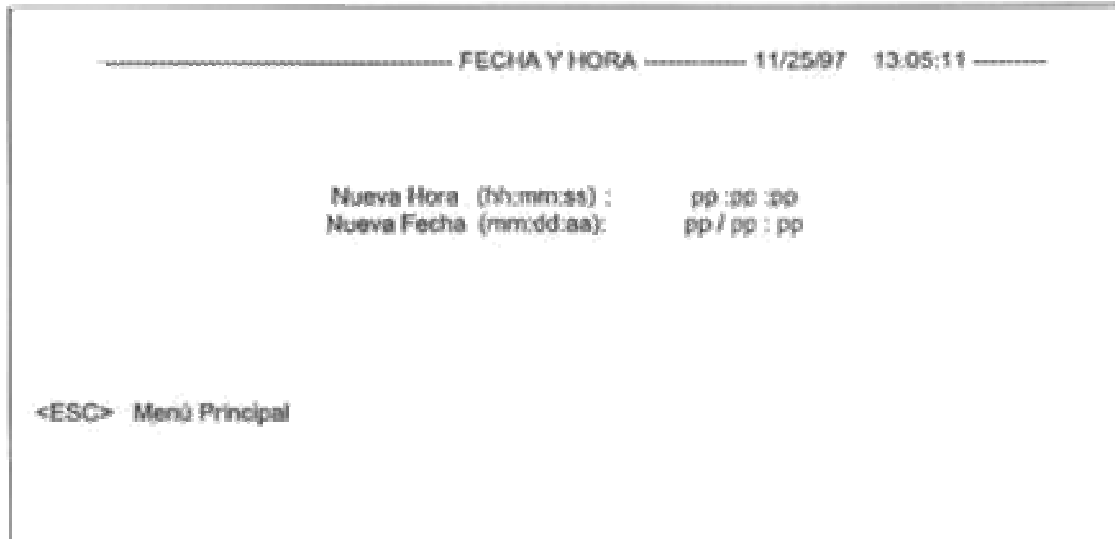 ------------------------------------ FECHA Y HORA ------------- 11/25/97 13:05:11 ---------
Nueva Hora (hh:mm:ss) : pp :pp :pp
Nueva Fecha (mm:dd:aa): pp / pp : pp
<ESC> Menú Principal